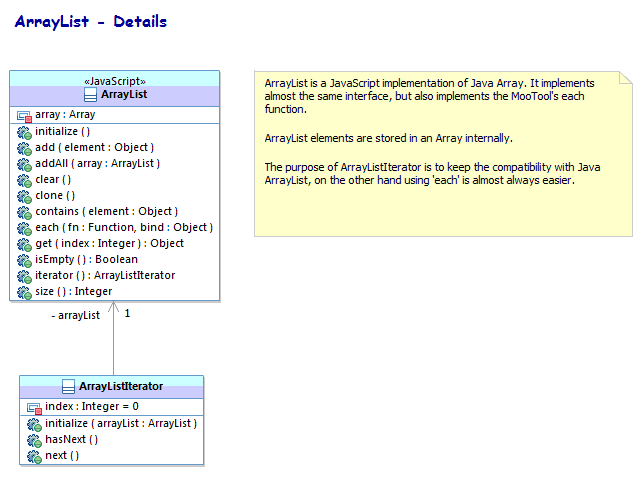 ArrayList - Details
«JavaScript»
ArrayList
array : Array
initialize ( )
add ( element : Object )
addAll ( array : ArrayList )
clear ( )
clone ( )
contains ( element : Object )
each ( fn : Function, bind : Object )
get ( index : Integer ) : Object
isEmpty ( ) : Boolean
iterator ( ) : ArrayListIterator
size ( ) : Integer
ArrayList is a JavaScript implementation of Java Array. It implements
almost the same interface, but also implements the MooTool's each
function.
ArrayList elements are stored in an Array internally.
The purpose of ArrayListIterator is to keep the compatibility with Java
ArrayList, on the other hand using 'each' is almost always easier.
- arrayList 1
ArrayListIterator
index : Integer = 0
initialize ( arrayList : ArrayList )
hasNext ( )
next ( )